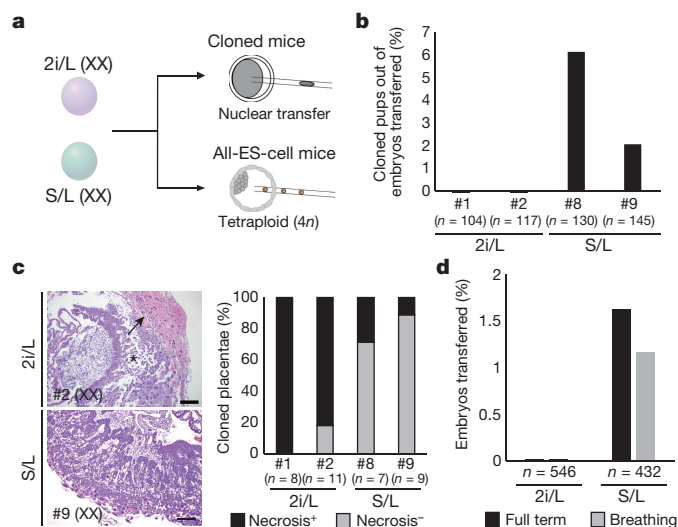 a
2i/L (XX)
S/L (XX)
Cloned mice
Nuclear transfer
All-ES-cell mice
Tetraploid (4n)
b
Cloned pups out of
embryos transferred (%)
7
6
5
4
3
2
1
0
#1 #2 #8 #9
(n = 104) (n = 117) (n = 130) (n = 145)
2i/L S/L
c
2i/L
*
#2 (XX)
S/L
#9 (XX)
Cloned placentae (%)
100
80
60
40
20
0
#1 #2 #8 #9
(n = 8) (n = 11) (n = 7) (n = 9)
2i/L S/L
Necrosis+ Necrosis−
d
Embryos transferred (%)
2
1.5
1
0.5
0
n = 546 n = 432
2i/L S/L
Full term Breathing